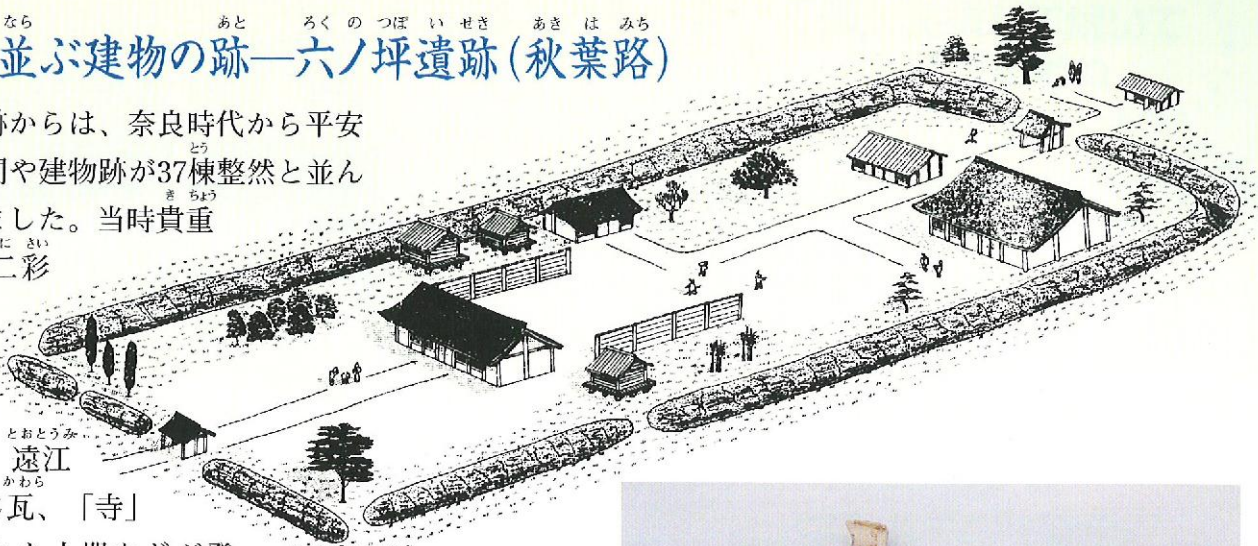 並ぶ建物の跡―六ノ坪遺跡(秋葉路)
跡からは、奈良時代から平安
門や建物跡が37棟整然と並ん
ました。当時貴重
二彩
遠江
瓦、「寺」